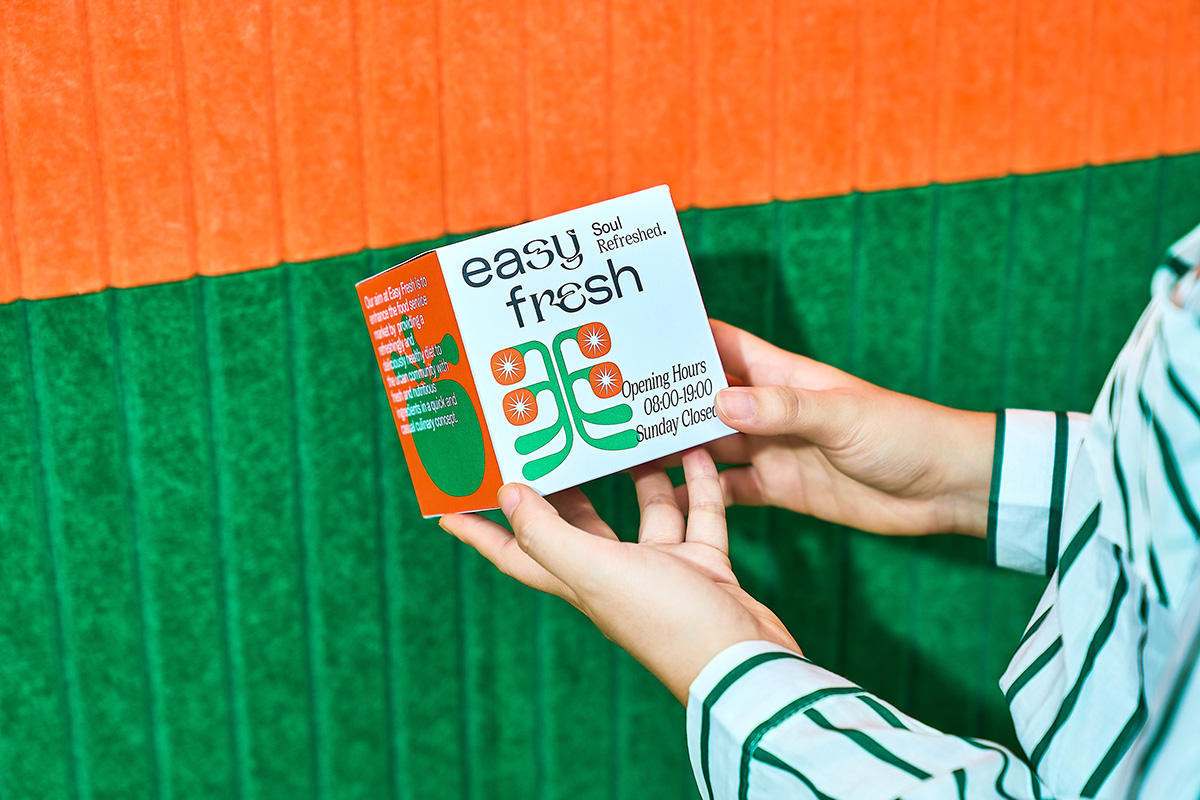 easy
fresh
Soul
Refreshed.
Opening Hours
08:00-19:00
Sunday Closed
Our aim at Easy Fresh is to
enhance the food service
market by providing a
refreshingly and
deliciously healthy diet to
the urban community with
fresh and nutritious
ingredients in a quick and
casual culinary concept.